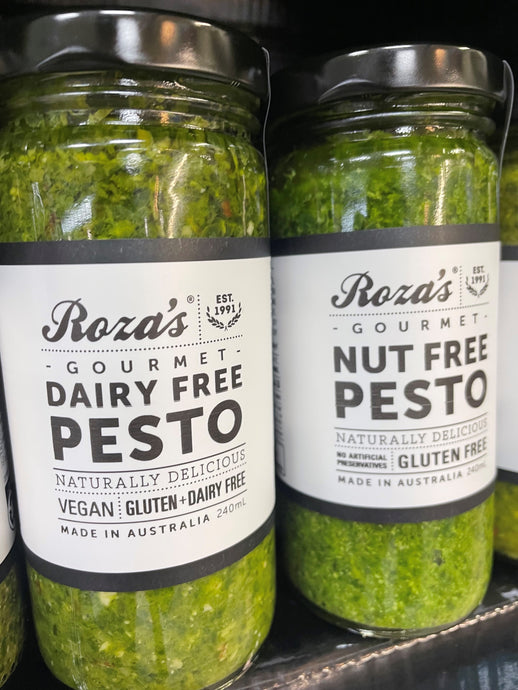 Roza's®
EST.
1991
- GOURMET -
DAIRY FREE
PESTO
NATURALLY DELICIOUS
VEGAN GLUTEN + DAIRY FREE
MADE IN AUSTRALIA 240mL
Roza's®
EST.
1991
- GOURMET -
NUT FREE
PESTO
NATURALLY DELICIOUS
NO ARTIFICIAL
PRESERVATIVES
GLUTEN FREE
MADE IN AUSTRALIA 240mL